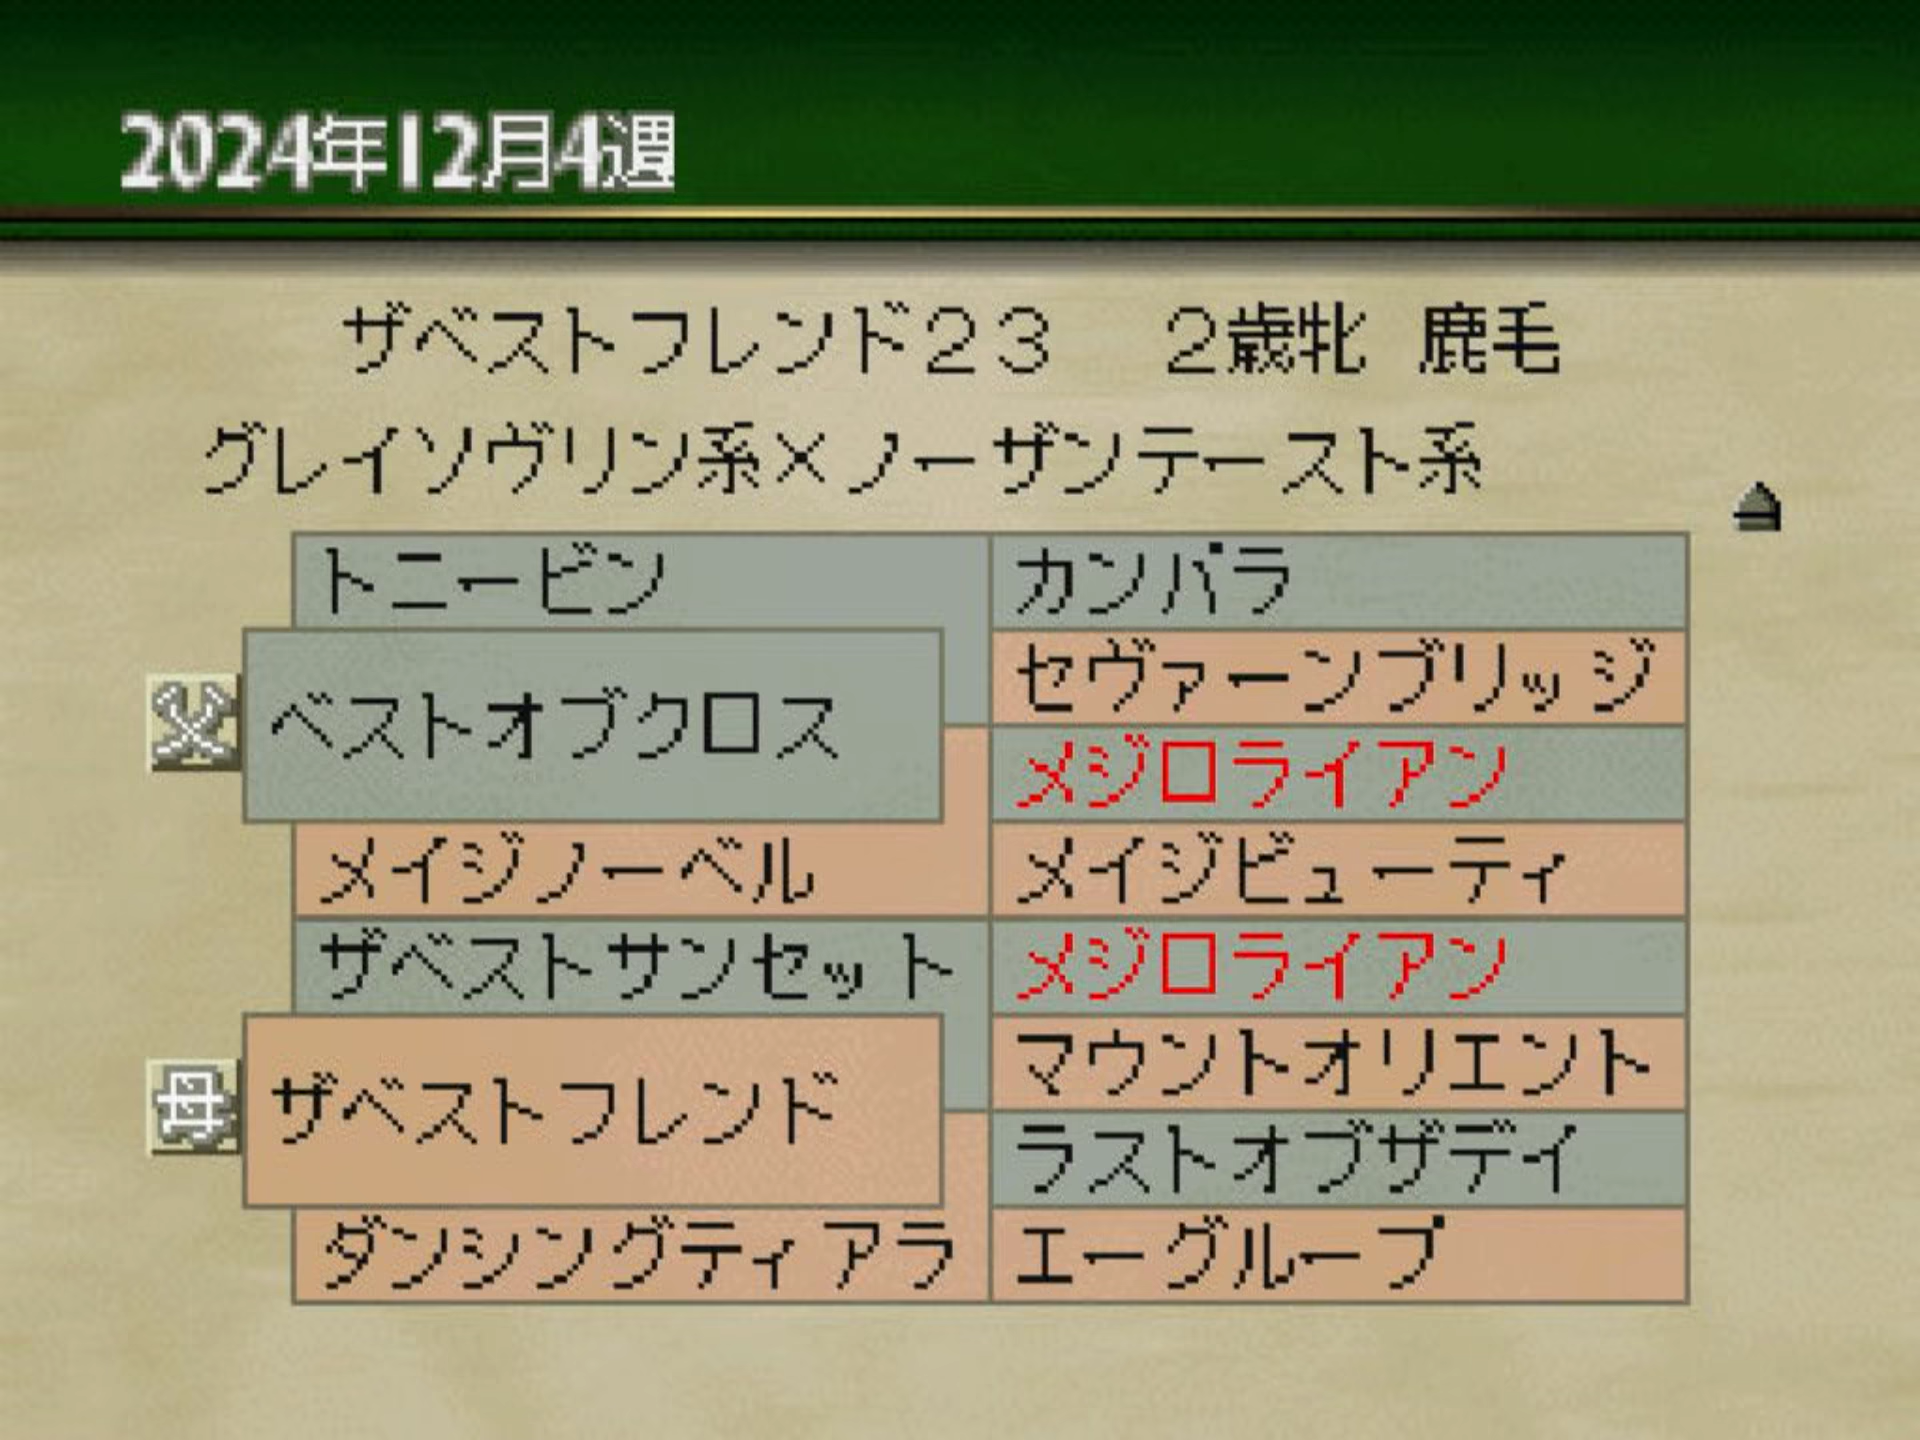 2024年12月4週
ザベストフレンド23 2歳牝 鹿毛
グレイソヴリン系×ノーザンテースト系
トニービン
カンパラ
父
ベストオブクロス
セヴァーンブリッジ
メジロライアン
メイジノーベル
メイジビューティ
ザベストサンセット
メジロライアン
母
ザベストフレンド
マウントオリエント
ラストオブザデイ
ダンシングティアラ
エーグループ